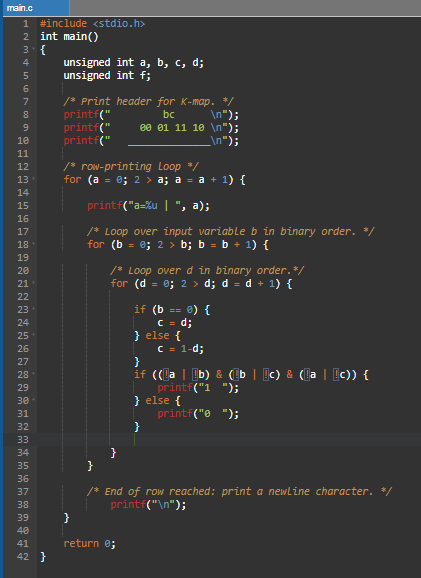 main.c
1 #include <stdio.h>
2 int main()
3 {
4     unsigned int a, b, c, d;
5     unsigned int f;
6
7     /* Print header for K-map. */
8     printf("         bc      \n");
9     printf("     00 01 11 10 \n");
10     printf("   ______________\n");
11
12     /* row-printing loop */
13     for (a = 0; 2 > a; a = a + 1) {
14
15         printf("a=%u | ", a);
16
17         /* Loop over input variable b in binary order. */
18         for (b = 0; 2 > b; b = b + 1) {
19
20             /* Loop over d in binary order.*/
21             for (d = 0; 2 > d; d = d + 1) {
22
23                 if (b == 0) {
24                     c = d;
25                 } else {
26                     c = 1-d;
27                 }
28                 if ((!a | !b) & (!b | !c) & (!a | !c)) {
29                     printf("1  ");
30                 } else {
31                     printf("0  ");
32                 }
33
34             }
35         }
36
37         /* End of row reached: print a newline character. */
38             printf("\n");
39     }
40
41     return 0;
42 }